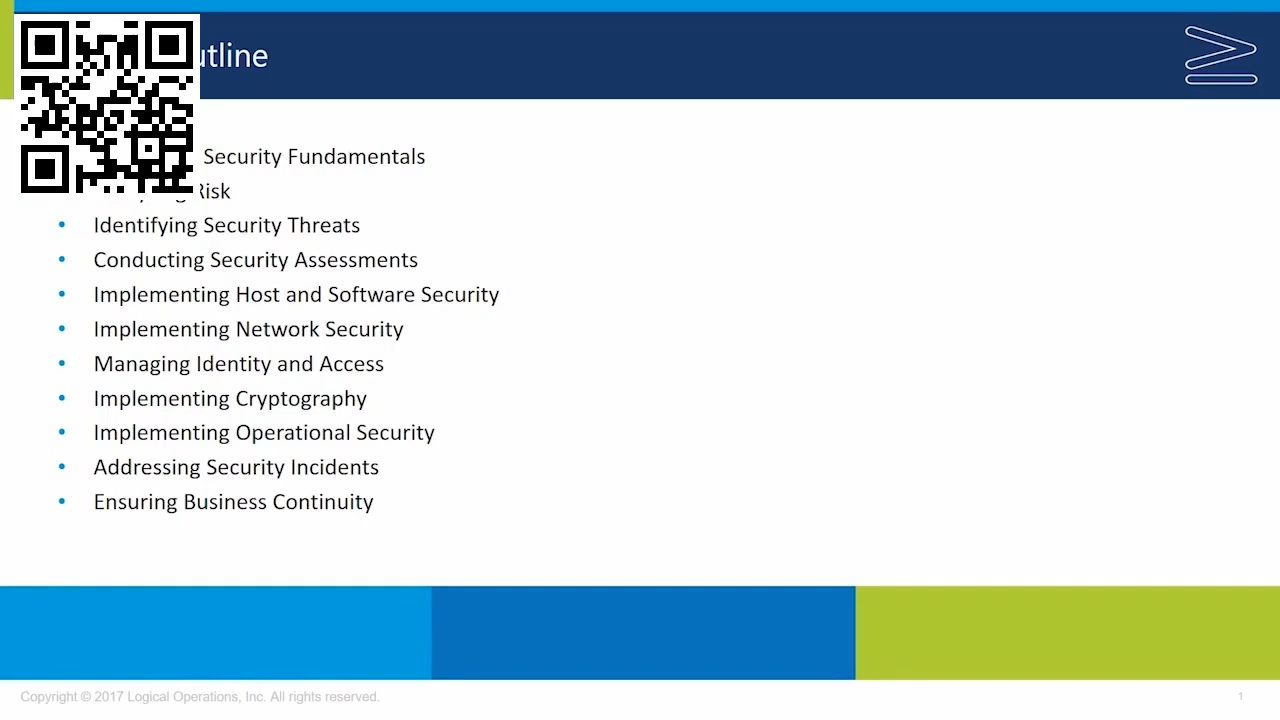 Security Fundamentals
Risk
• Identifying Security Threats
• Conducting Security Assessments
• Implementing Host and Software Security
• Implementing Network Security
• Managing Identity and Access
• Implementing Cryptography
• Implementing Operational Security
• Addressing Security Incidents
• Ensuring Business Continuity
Copyright © 2017 Logical Operations, Inc. All rights reserved.
1